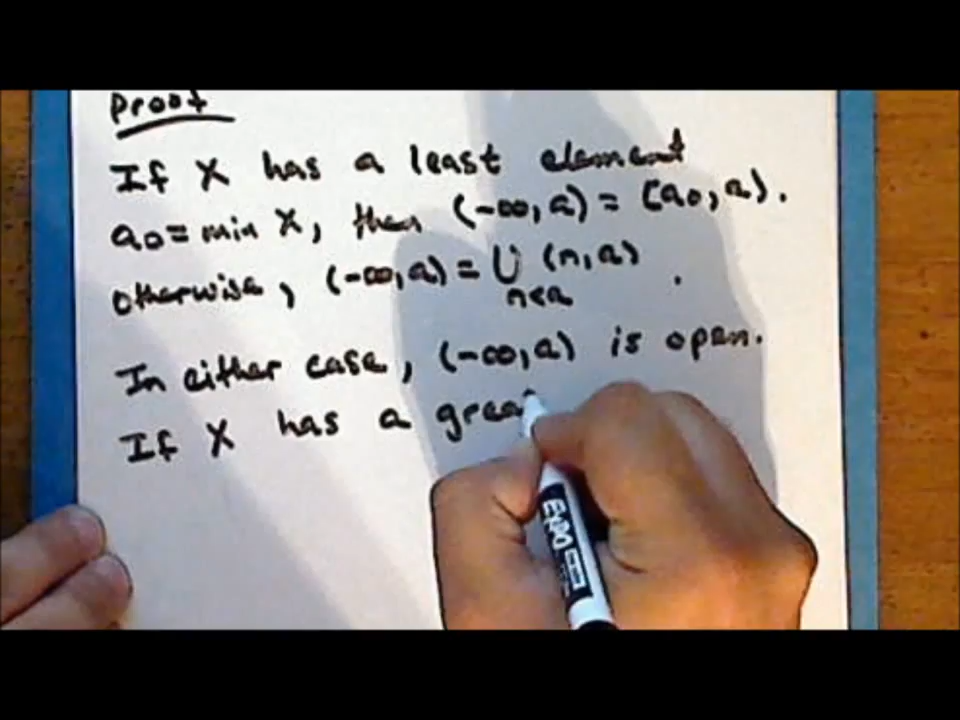 Proof
If X has a least element
a₀ = min X, then (-∞, a) = [a₀, a).
otherwise, (-∞, a) = ∪ (n, a) .
n<a
In either case, (-∞, a) is open.
If X has a grea
EXPO